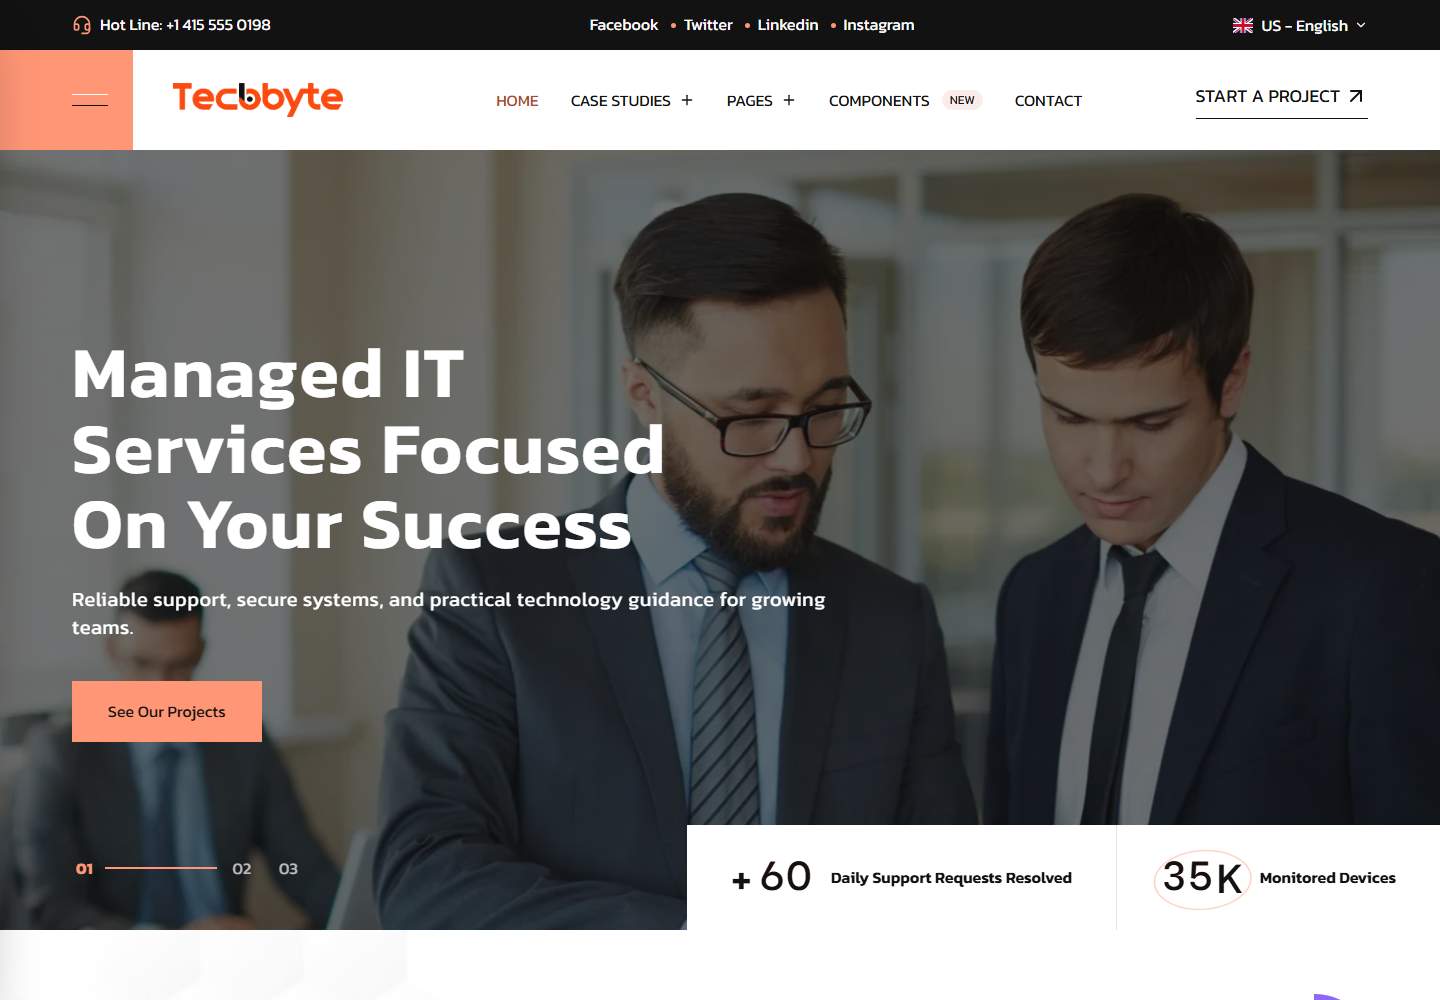 Hot Line: +1 415 555 0198
Facebook • Twitter • Linkedin • Instagram
US - English
Tecbbyte
HOME
CASE STUDIES +
PAGES +
COMPONENTS NEW
CONTACT
START A PROJECT
Managed IT
Services Focused
On Your Success
Reliable support, secure systems, and practical technology guidance for growing
teams.
See Our Projects
01 02 03
+ 60 Daily Support Requests Resolved
35K Monitored Devices